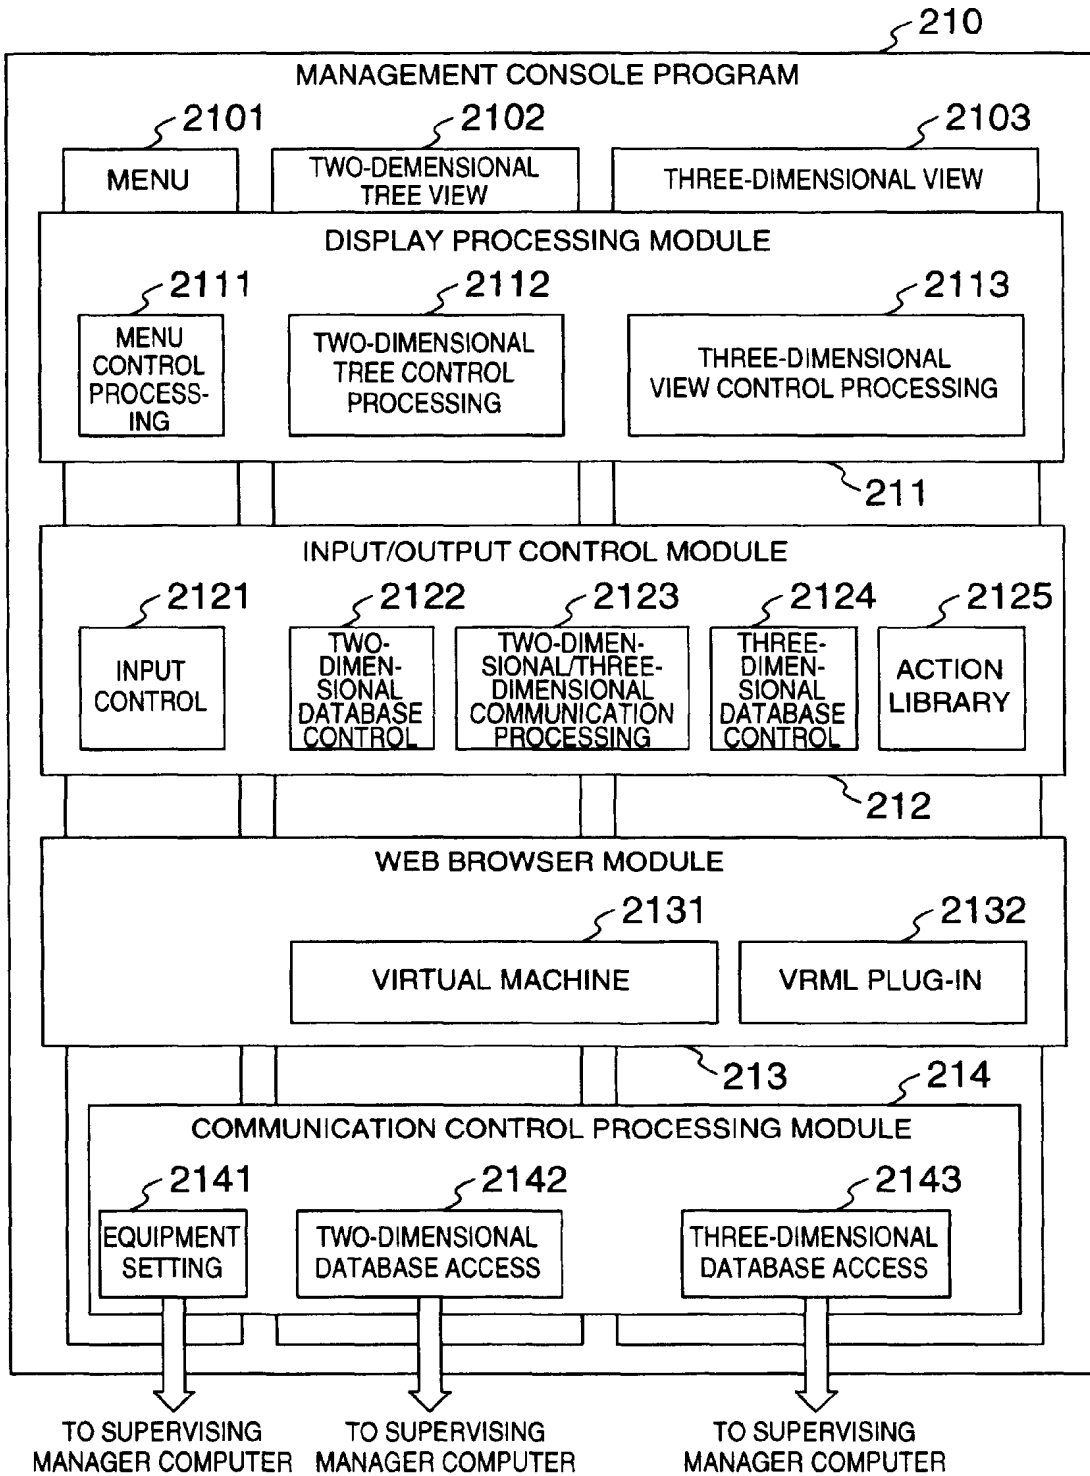 210
MANAGEMENT CONSOLE PROGRAM
2101
2102
2103
MENU
TWO-DEMENSIONAL
TREE VIEW
THREE-DIMENSIONAL VIEW
DISPLAY PROCESSING MODULE
2111
2112
2113
MENU
CONTROL
PROCESS-
ING
TWO-DIMENSIONAL
TREE CONTROL
PROCESSING
THREE-DIMENSIONAL
VIEW CONTROL PROCESSING
211
INPUT/OUTPUT CONTROL MODULE
2121
2122
2123
2124
2125
INPUT
CONTROL
TWO-
DIMEN-
SIONAL
DATABASE
CONTROL
TWO-DIMEN-
SIONAL/THREE-
DIMENSIONAL
COMMUNICATION
PROCESSING
THREE-
DIMEN-
SIONAL
DATABASE
CONTROL
ACTION
LIBRARY
212
WEB BROWSER MODULE
2131
2132
VIRTUAL MACHINE
VRML PLUG-IN
213
214
COMMUNICATION CONTROL PROCESSING MODULE
2141
2142
2143
EQUIPMENT
SETTING
TWO-DIMENSIONAL
DATABASE ACCESS
THREE-DIMENSIONAL
DATABASE ACCESS
TO SUPERVISING
MANAGER COMPUTER
TO SUPERVISING
MANAGER COMPUTER
TO SUPERVISING
MANAGER COMPUTER